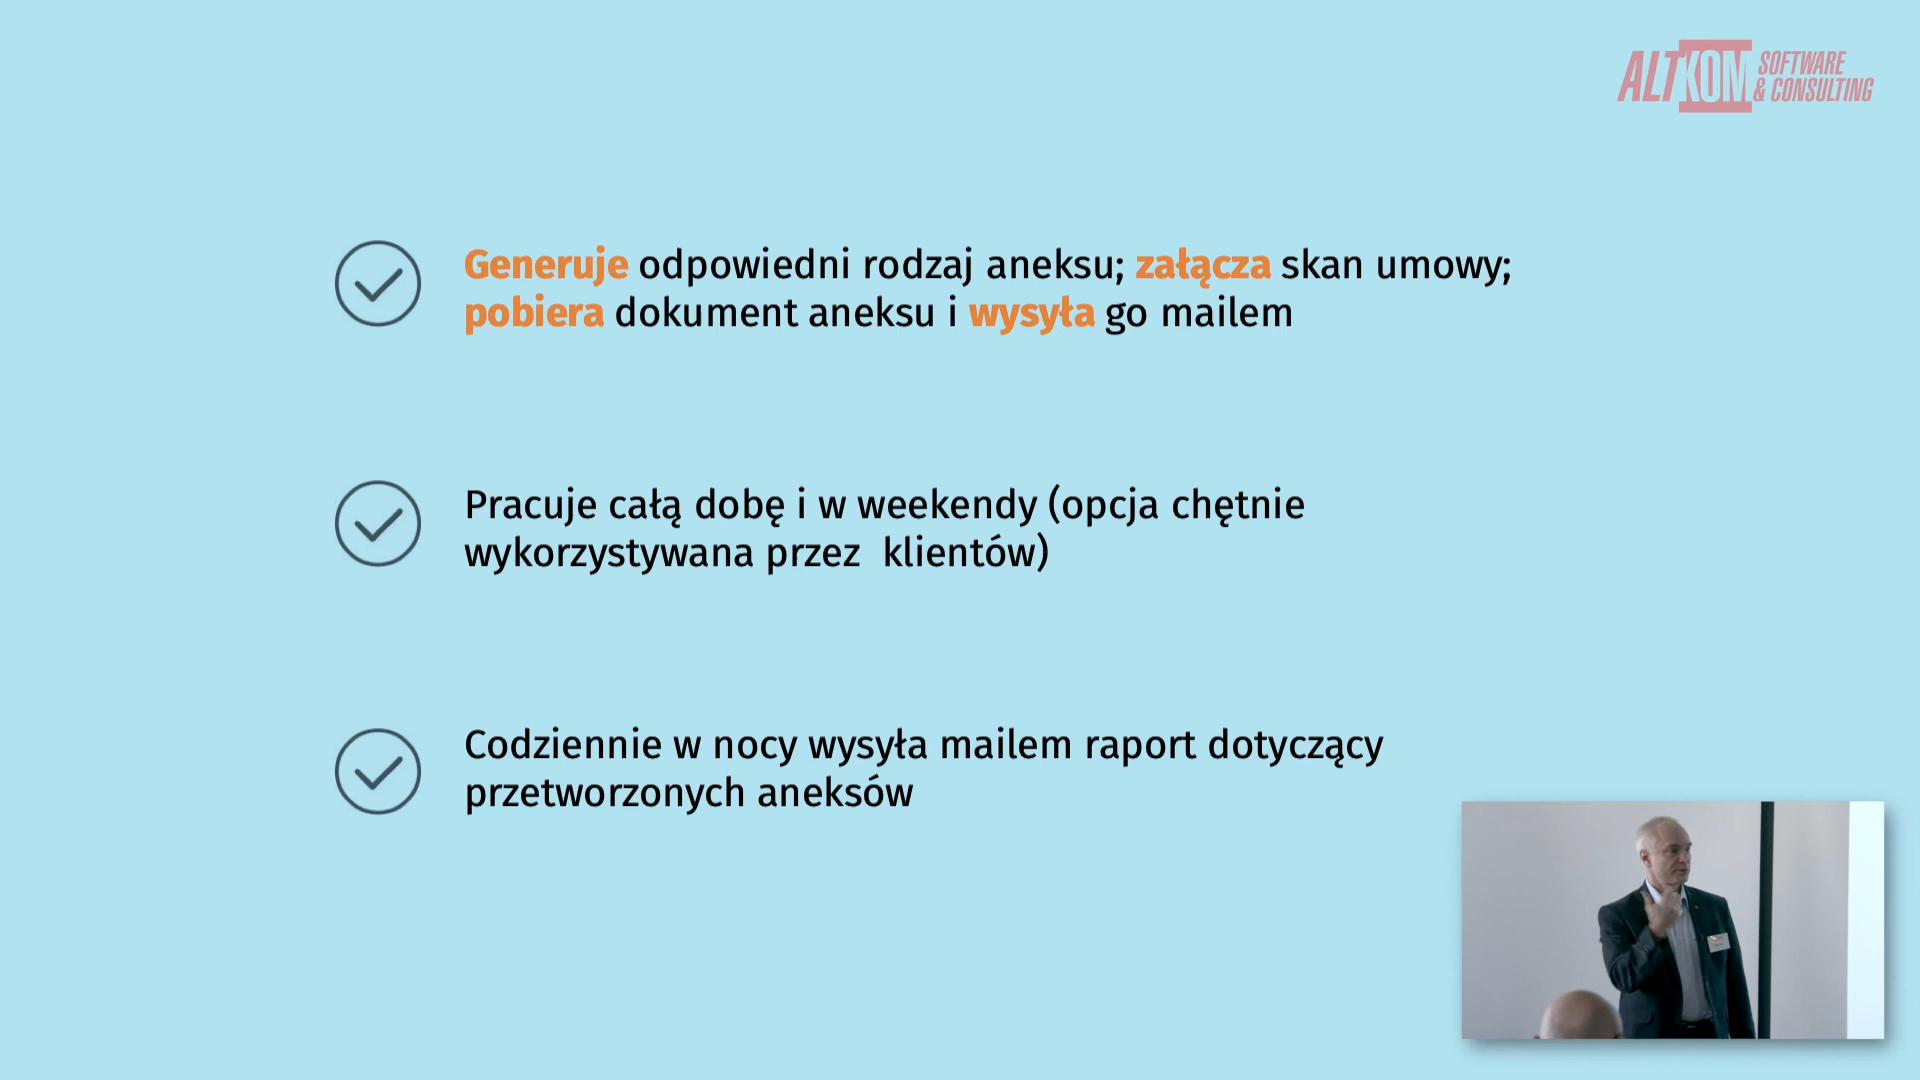 ALTKOM SOFTWARE
& CONSULTING
Generuje odpowiedni rodzaj aneksu; załącza skan umowy;
pobiera dokument aneksu i wysyła go mailem
Pracuje całą dobę i w weekendy (opcja chętnie
wykorzystywana przez  klientów)
Codziennie w nocy wysyła mailem raport dotyczący
przetworzonych aneksów